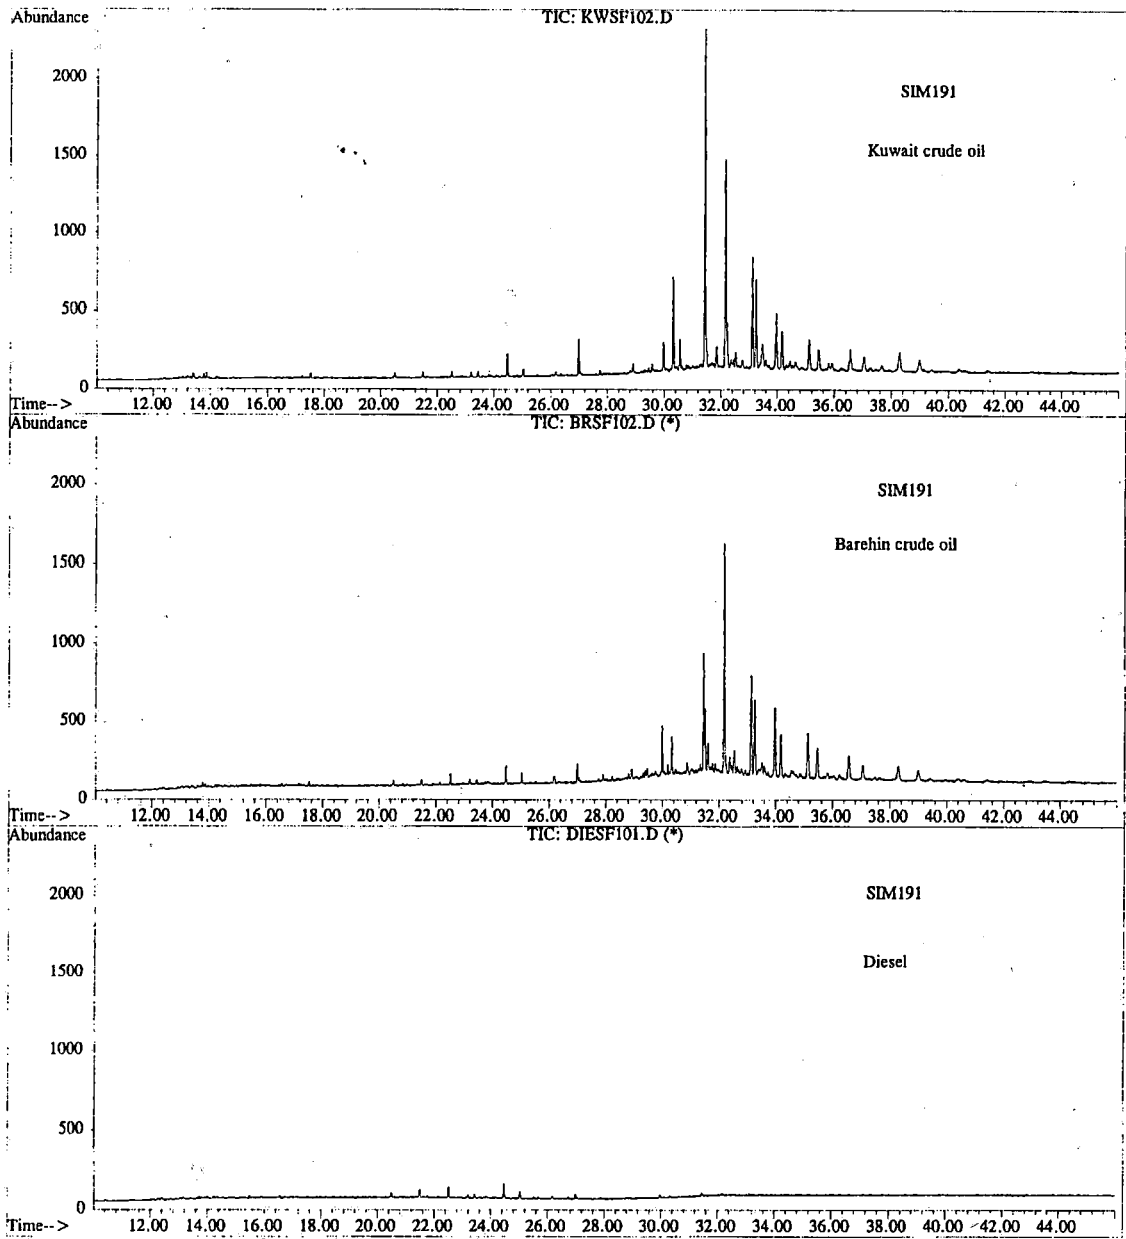 Abundance TIC: KWSF102.D
2000
SIM191
1500
Kuwait crude oil
1000
500
0
Time--> 12.00 14.00 16.00 18.00 20.00 22.00 24.00 26.00 28.00 30.00 32.00 34.00 36.00 38.00 40.00 42.00 44.00
Abundance TIC: BRSF102.D (*)
2000
SIM191
1500
Barehin crude oil
1000
500
0
Time--> 12.00 14.00 16.00 18.00 20.00 22.00 24.00 26.00 28.00 30.00 32.00 34.00 36.00 38.00 40.00 42.00 44.00
Abundance TIC: DIESF101.D (*)
2000
SIM191
1500
Diesel
1000
500
0
Time--> 12.00 14.00 16.00 18.00 20.00 22.00 24.00 26.00 28.00 30.00 32.00 34.00 36.00 38.00 40.00 42.00 44.00